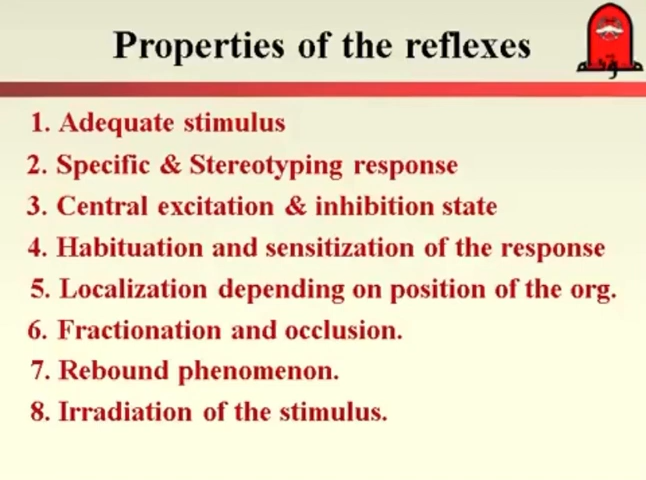 Properties of the reflexes
مؤتة
1. Adequate stimulus
2. Specific & Stereotyping response
3. Central excitation & inhibition state
4. Habituation and sensitization of the response
5. Localization depending on position of the org.
6. Fractionation and occlusion.
7. Rebound phenomenon.
8. Irradiation of the stimulus.